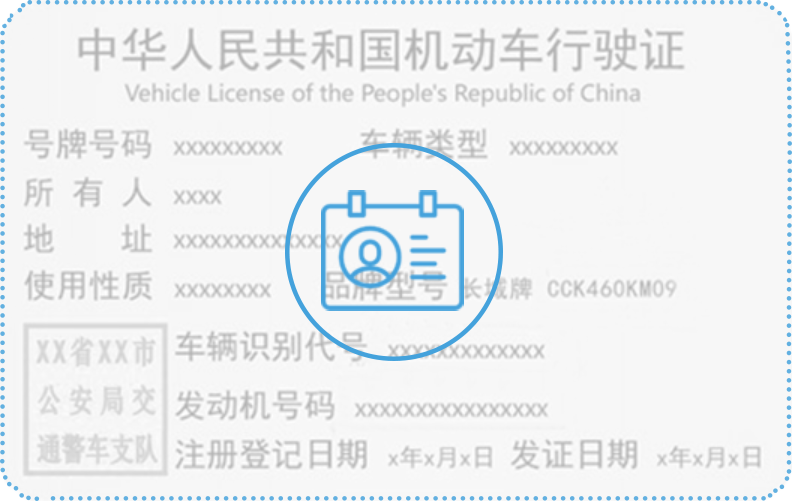 中华人民共和国机动车行驶证
Vehicle License of the People's Republic of China
号牌号码 xxxxxxxxx 车辆类型 xxxxxxxxx
所有人 xxxx
地址 xxxxxxxxxxxxxx
使用性质 xxxxxxxx 品牌型号 长城牌 CCK460KM09
车辆识别代号 xxxxxxxxxxxxx
XX省XX市
公安局交
通警车支队
发动机号码 xxxxxxxxxxxxxxxx
注册登记日期 x年x月x日 发证日期 x年x月x日